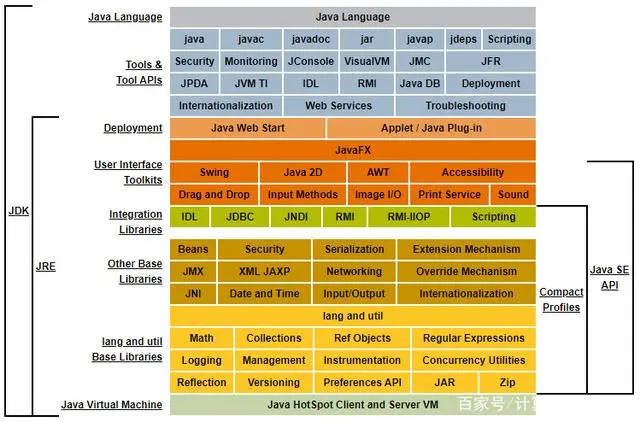 Java Language Java Language
java javac javadoc jar javap jdeps Scripting
Security Monitoring JConsole VisualVM JMC JFR
Tools &
Tool APIs
JPDA JVM TI IDL RMI Java DB Deployment
Internationalization Web Services Troubleshooting
Deployment Java Web Start Applet / Java Plug-in
JavaFX
User Interface
Toolkits
Swing Java 2D AWT Accessibility
Drag and Drop Input Methods Image I/O Print Service Sound
Integration
Libraries
IDL JDBC JNDI RMI RMI-IIOP Scripting
JDK
JRE
Beans Security Serialization Extension Mechanism
Other Base
Libraries
JMX XML JAXP Networking Override Mechanism
JNI Date and Time Input/Output Internationalization
Java SE
API
Compact
Profiles
lang and util
lang and util
Base Libraries
Math Collections Ref Objects Regular Expressions
Logging Management Instrumentation Concurrency Utilities
Reflection Versioning Preferences API JAR Zip
Java Virtual Machine Java HotSpot Client and Server VM
百家号/计